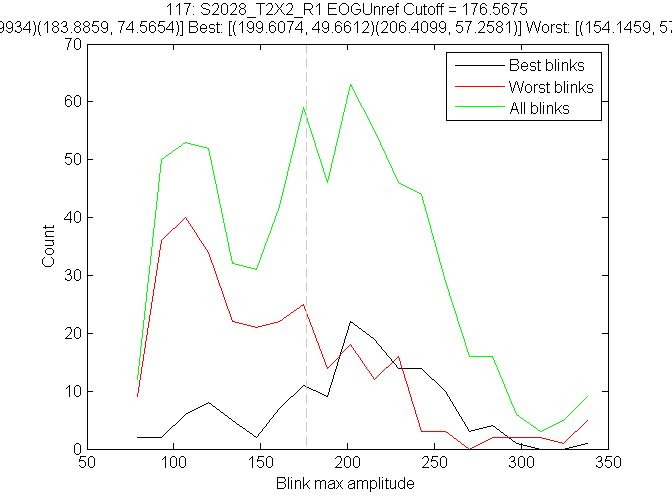 117: S2028_T2X2_R1 EOGUnref Cutoff = 176.5675
9934)(183.8859, 74.5654)] Best: [(199.6074, 49.6612)(206.4099, 57.2581)] Worst: [(154.1459, 57
70
60
50
40
30
20
10
0
Count
Best blinks
Worst blinks
All blinks
50
100
150
200
250
300
350
Blink max amplitude